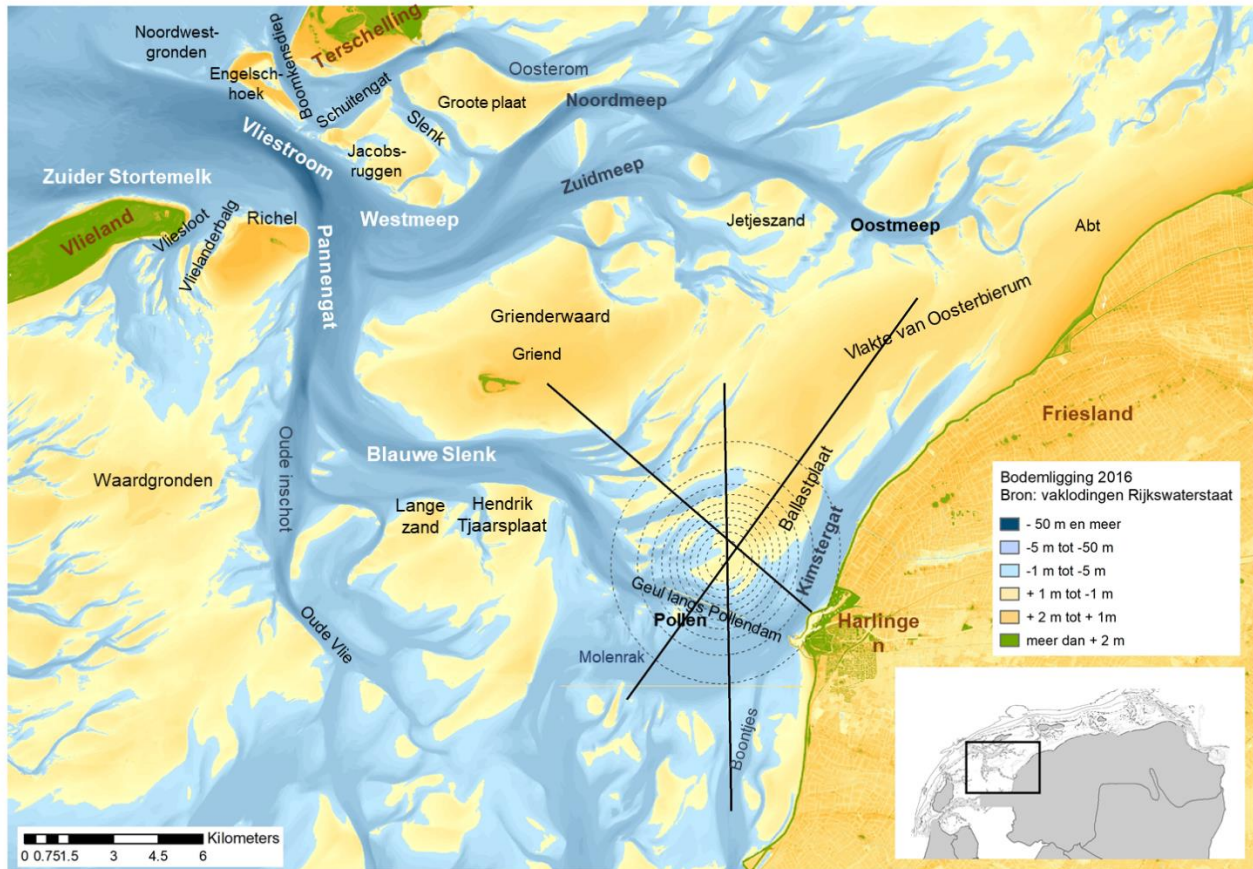 Noordwest-
gronden
Boomkensdiep
Terschelling
Engelsch-
hoek
Schuitengat
Oosterom
Groote plaat
Noordmeep
Slenk
Vliestroom
Jacobs-
ruggen
Zuidmeep
Zuider Stortemelk
Vlieland
Vliesloot
Vlielanderbalg
Richel
Westmeep
Jetjeszand
Oostmeep
Abt
Pannengat
Grienderwaard
Griend
Vlakte van Oosterbierum
Friesland
Blauwe Slenk
Oude inschot
Waardgronden
Lange
zand
Hendrik
Tjaarsplaat
Ballastplaat
Kimstergat
Geul langs Pollendam
Pollen
Harlinge
n
Oude Vlie
Molenrak
Boontjes
Bodemligging 2016
Bron: vaklodingen Rijkswaterstaat
- 50 m en meer
-5 m tot -50 m
-1 m tot -5 m
+ 1 m tot -1 m
+ 2 m tot + 1m
meer dan + 2 m
Kilometers
0 0.751.5 3 4.5 6